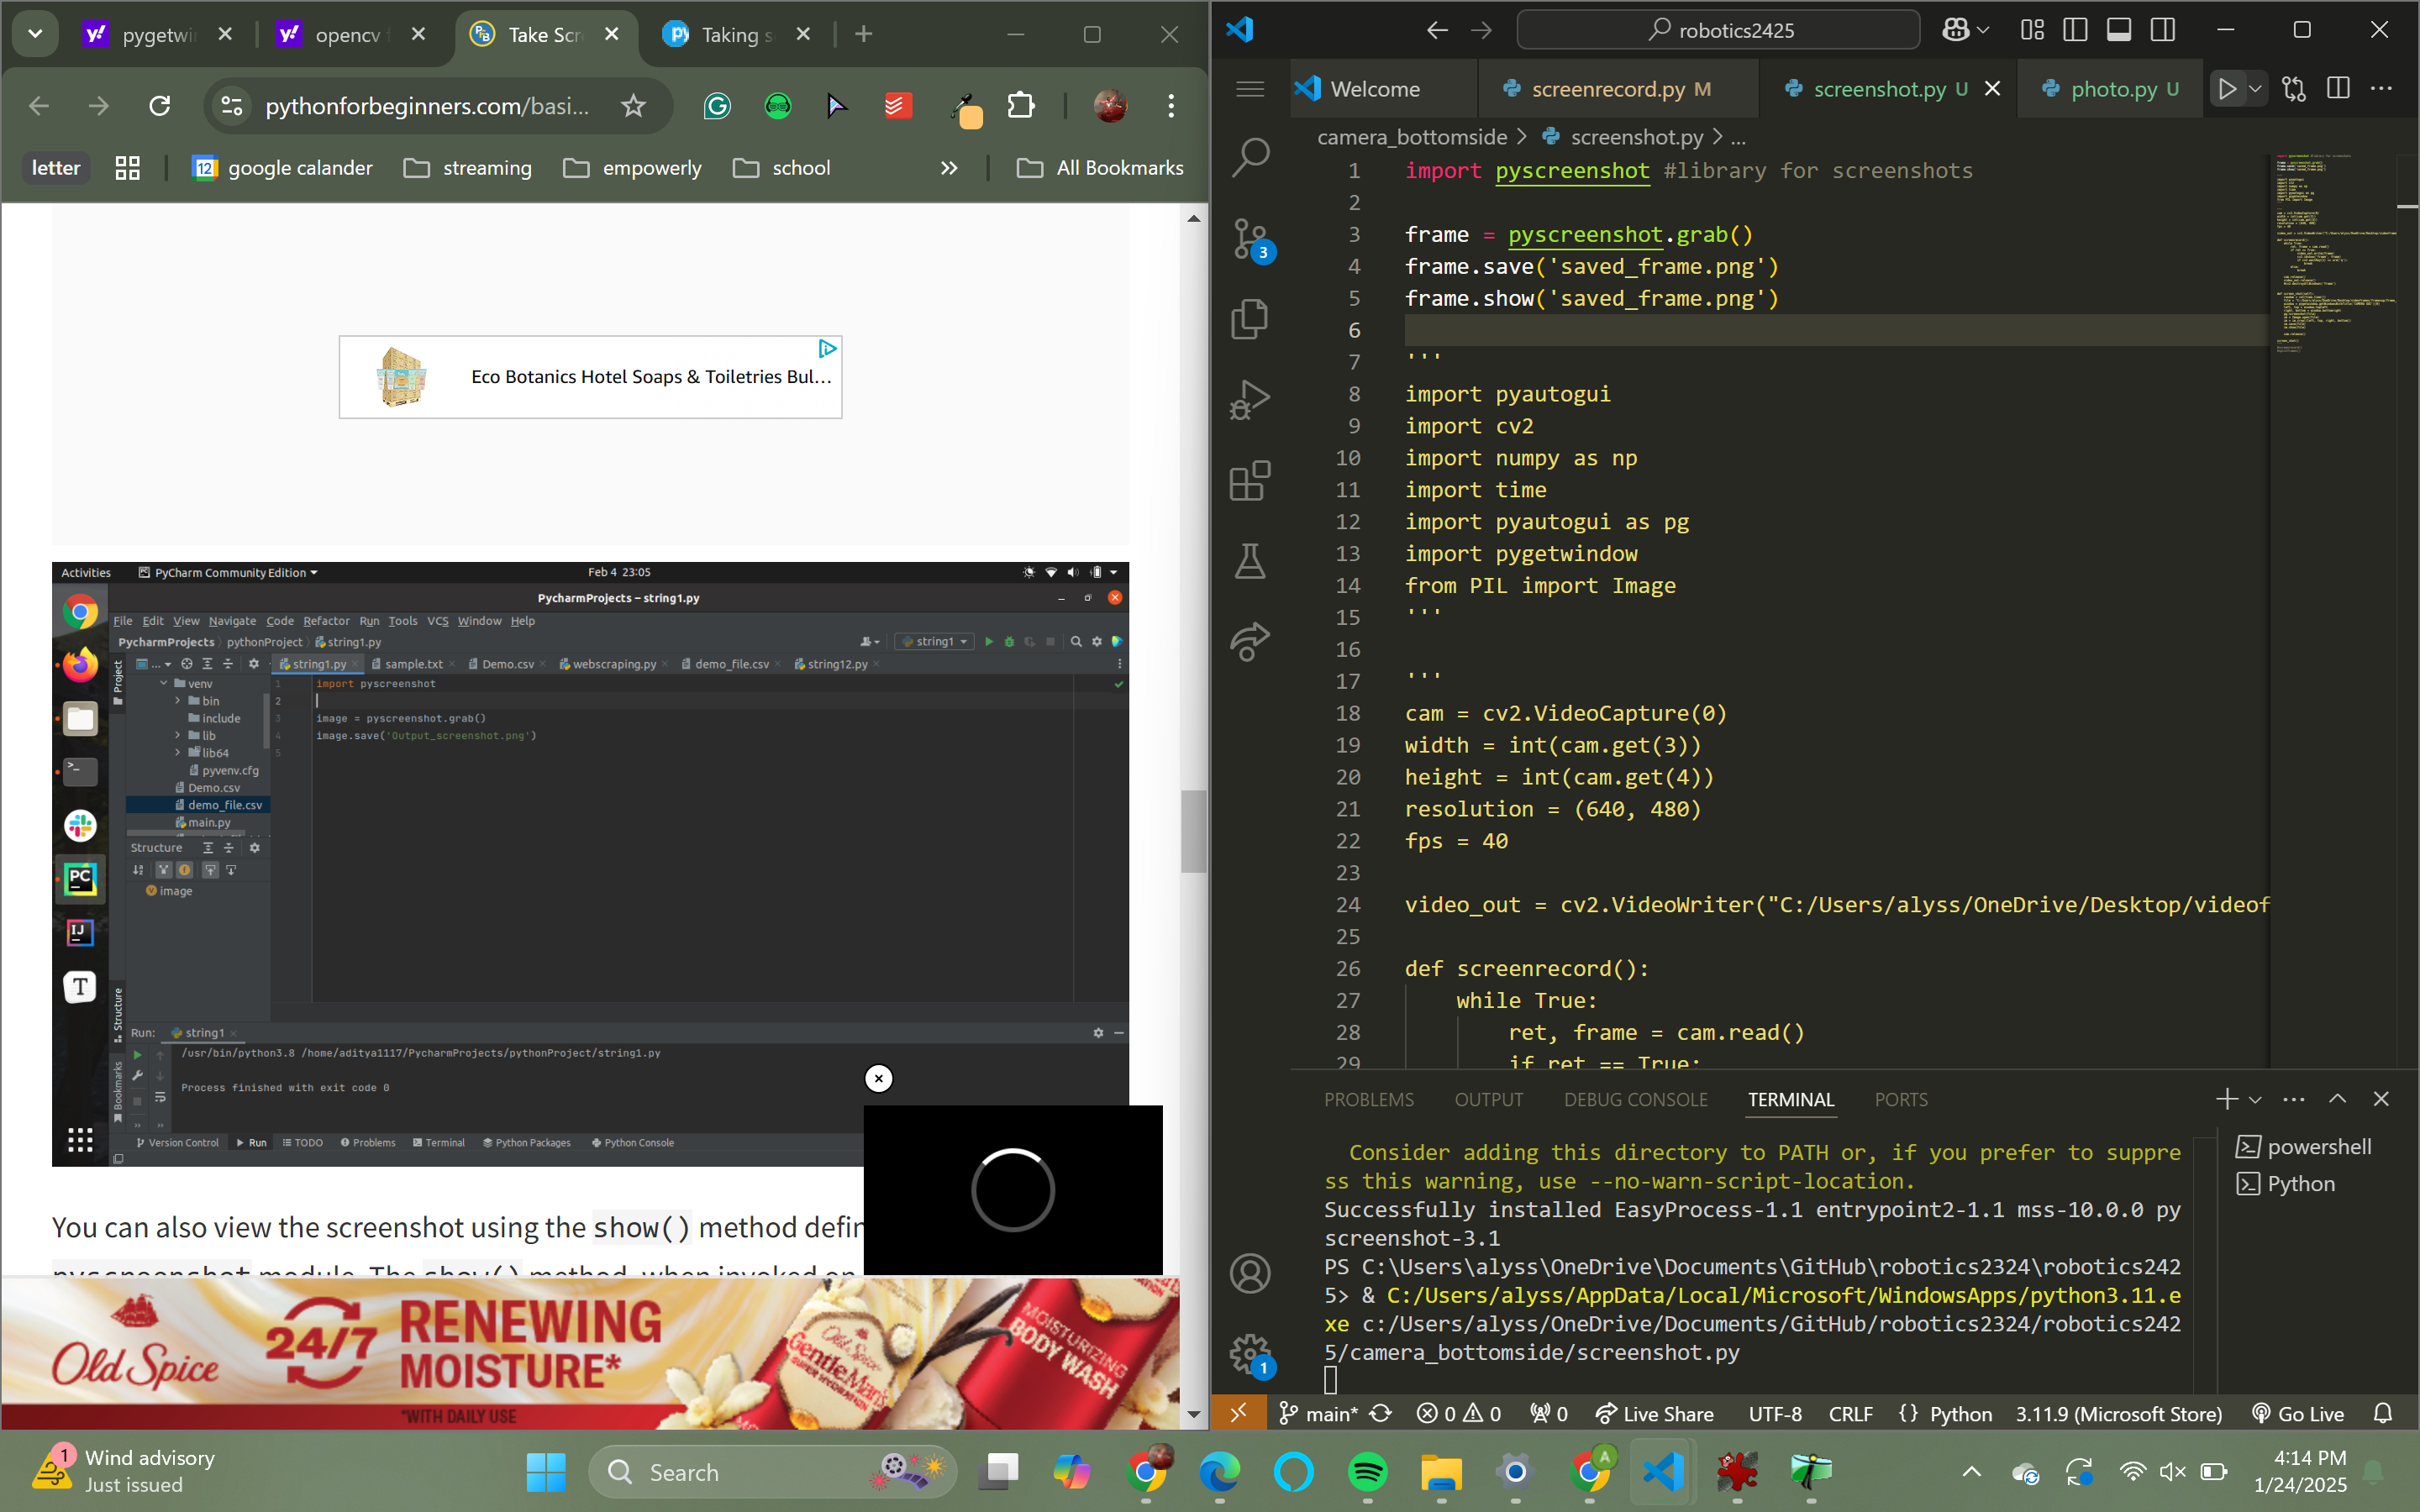 pygetwi
opencv f
Take Scr
Taking s
pythonforbeginners.com/basi...
letter
google calander
streaming
empowerly
school
All Bookmarks
Eco Botanics Hotel Soaps & Toiletries Bul...
Activities
PyCharm Community Edition
Feb 4 23:05
PycharmProjects – string1.py
File Edit View Navigate Code Refactor Run Tools VCS Window Help
PycharmProjects pythonProject string1.py
string1
Project
string1.py sample.txt Demo.csv webscraping.py demo_file.csv string12.py
venv
bin
include
lib
lib64
pyvenv.cfg
Demo.csv
demo_file.csv
main.py
1 import pyscreenshot
2
3 image = pyscreenshot.grab()
4 image.save('Output_screenshot.png')
5
Structure
image
Structure
Bookmarks
Run: string1
/usr/bin/python3.8 /home/aditya1117/PycharmProjects/pythonProject/string1.py
Process finished with exit code 0
Version Control Run TODO Problems Terminal Python Packages Python Console
You can also view the screenshot using the show() method defin
pyscreenshot module. The show() method, when invoked on
Old Spice
24/7
RENEWING
MOISTURE*
*WITH DAILY USE
Old Spice
GentleMan's
MOISTURIZING
BODY WASH
robotics2425
Welcome
screenrecord.py M
screenshot.py U
photo.py U
camera_bottomside > screenshot.py > ...
1 import pyscreenshot #library for screenshots
2
3 frame = pyscreenshot.grab()
4 frame.save('saved_frame.png')
5 frame.show('saved_frame.png')
6
7 '''
8 import pyautogui
9 import cv2
10 import numpy as np
11 import time
12 import pyautogui as pg
13 import pygetwindow
14 from PIL import Image
15 '''
16
17 '''
18 cam = cv2.VideoCapture(0)
19 width = int(cam.get(3))
20 height = int(cam.get(4))
21 resolution = (640, 480)
22 fps = 40
23
24 video_out = cv2.VideoWriter("C:/Users/alyss/OneDrive/Desktop/videof
25
26 def screenrecord():
27 while True:
28 ret, frame = cam.read()
29 if ret == True:
3
1
PROBLEMS
OUTPUT
DEBUG CONSOLE
TERMINAL
PORTS
Consider adding this directory to PATH or, if you prefer to suppre
ss this warning, use --no-warn-script-location.
Successfully installed EasyProcess-1.1 entrypoint2-1.1 mss-10.0.0 py
screenshot-3.1
PS C:\Users\alyss\OneDrive\Documents\GitHub\robotics2324\robotics242
5> & C:/Users/alyss/AppData/Local/Microsoft/WindowsApps/python3.11.e
xe c:/Users/alyss/OneDrive/Documents/GitHub/robotics2324/robotics242
5/camera_bottomside/screenshot.py
powershell
Python
main* 0 0 0 Live Share UTF-8 CRLF {} Python 3.11.9 (Microsoft Store) Go Live
1
Wind advisory
Just issued
Search
4:14 PM
1/24/2025